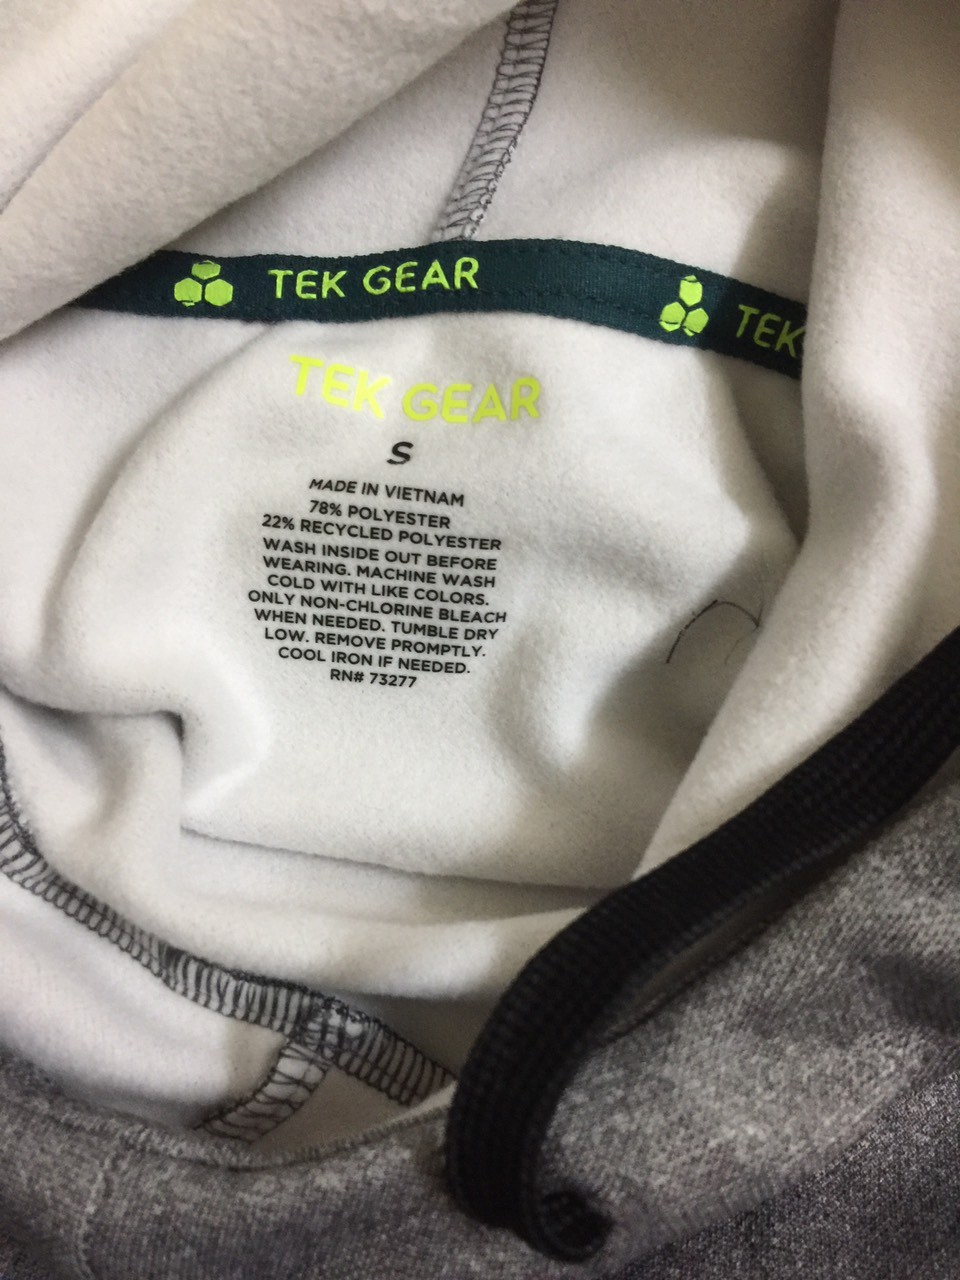 TEK GEAR
TEK
TEK GEAR
S
MADE IN VIETNAM
78% POLYESTER
22% RECYCLED POLYESTER
WASH INSIDE OUT BEFORE
WEARING. MACHINE WASH
COLD WITH LIKE COLORS.
ONLY NON-CHLORINE BLEACH
WHEN NEEDED. TUMBLE DRY
LOW. REMOVE PROMPTLY.
COOL IRON IF NEEDED.
RN# 73277